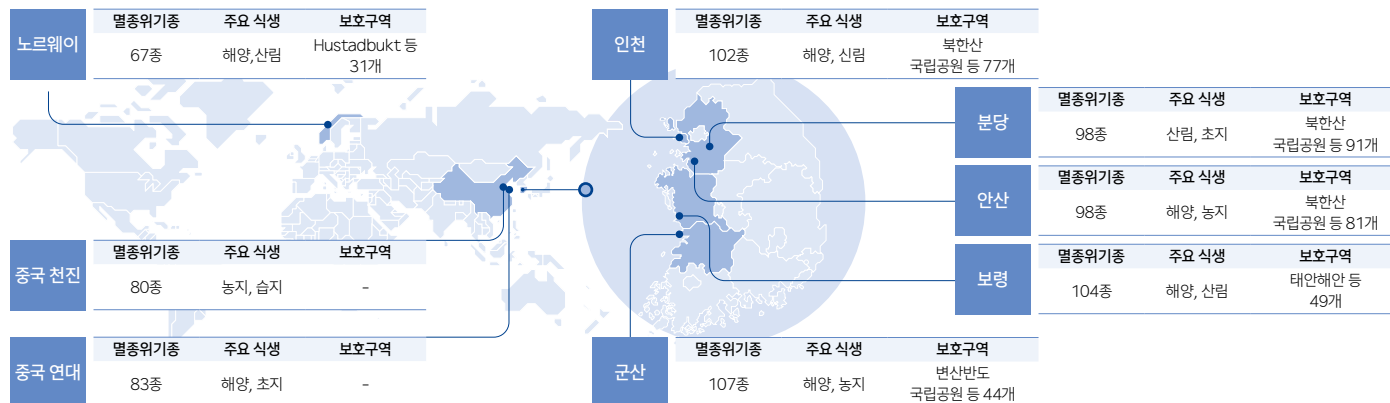 노르웨이
멸종위기종 주요 식생 보호구역
67종 해양,산림 Hustadbukt 등
31개
인천
멸종위기종 주요 식생 보호구역
102종 해양, 신림 북한산
국립공원 등 77개
분당
멸종위기종 주요 식생 보호구역
98종 산림, 초지 북한산
국립공원 등 91개
안산
멸종위기종 주요 식생 보호구역
98종 해양, 농지 북한산
국립공원 등 81개
중국 천진
멸종위기종 주요 식생 보호구역
80종 농지, 습지 -
보령
멸종위기종 주요 식생 보호구역
104종 해양, 산림 태안해안 등
49개
중국 연대
멸종위기종 주요 식생 보호구역
83종 해양, 초지 -
군산
멸종위기종 주요 식생 보호구역
107종 해양, 농지 변산반도
국립공원 등 44개